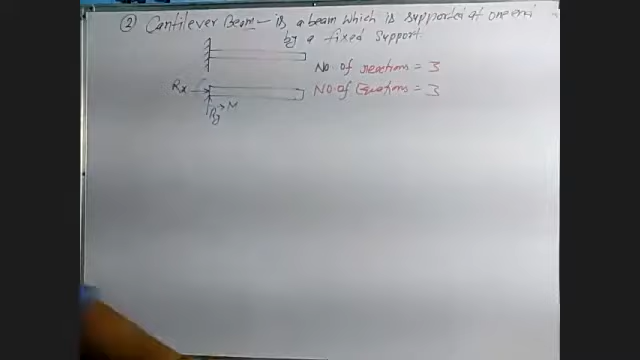 ② Cantilever Beam - is a beam which is supported at one end
by a fixed support.
No. of reactions = 3
Rx
No. of Equations = 3
Ry
M